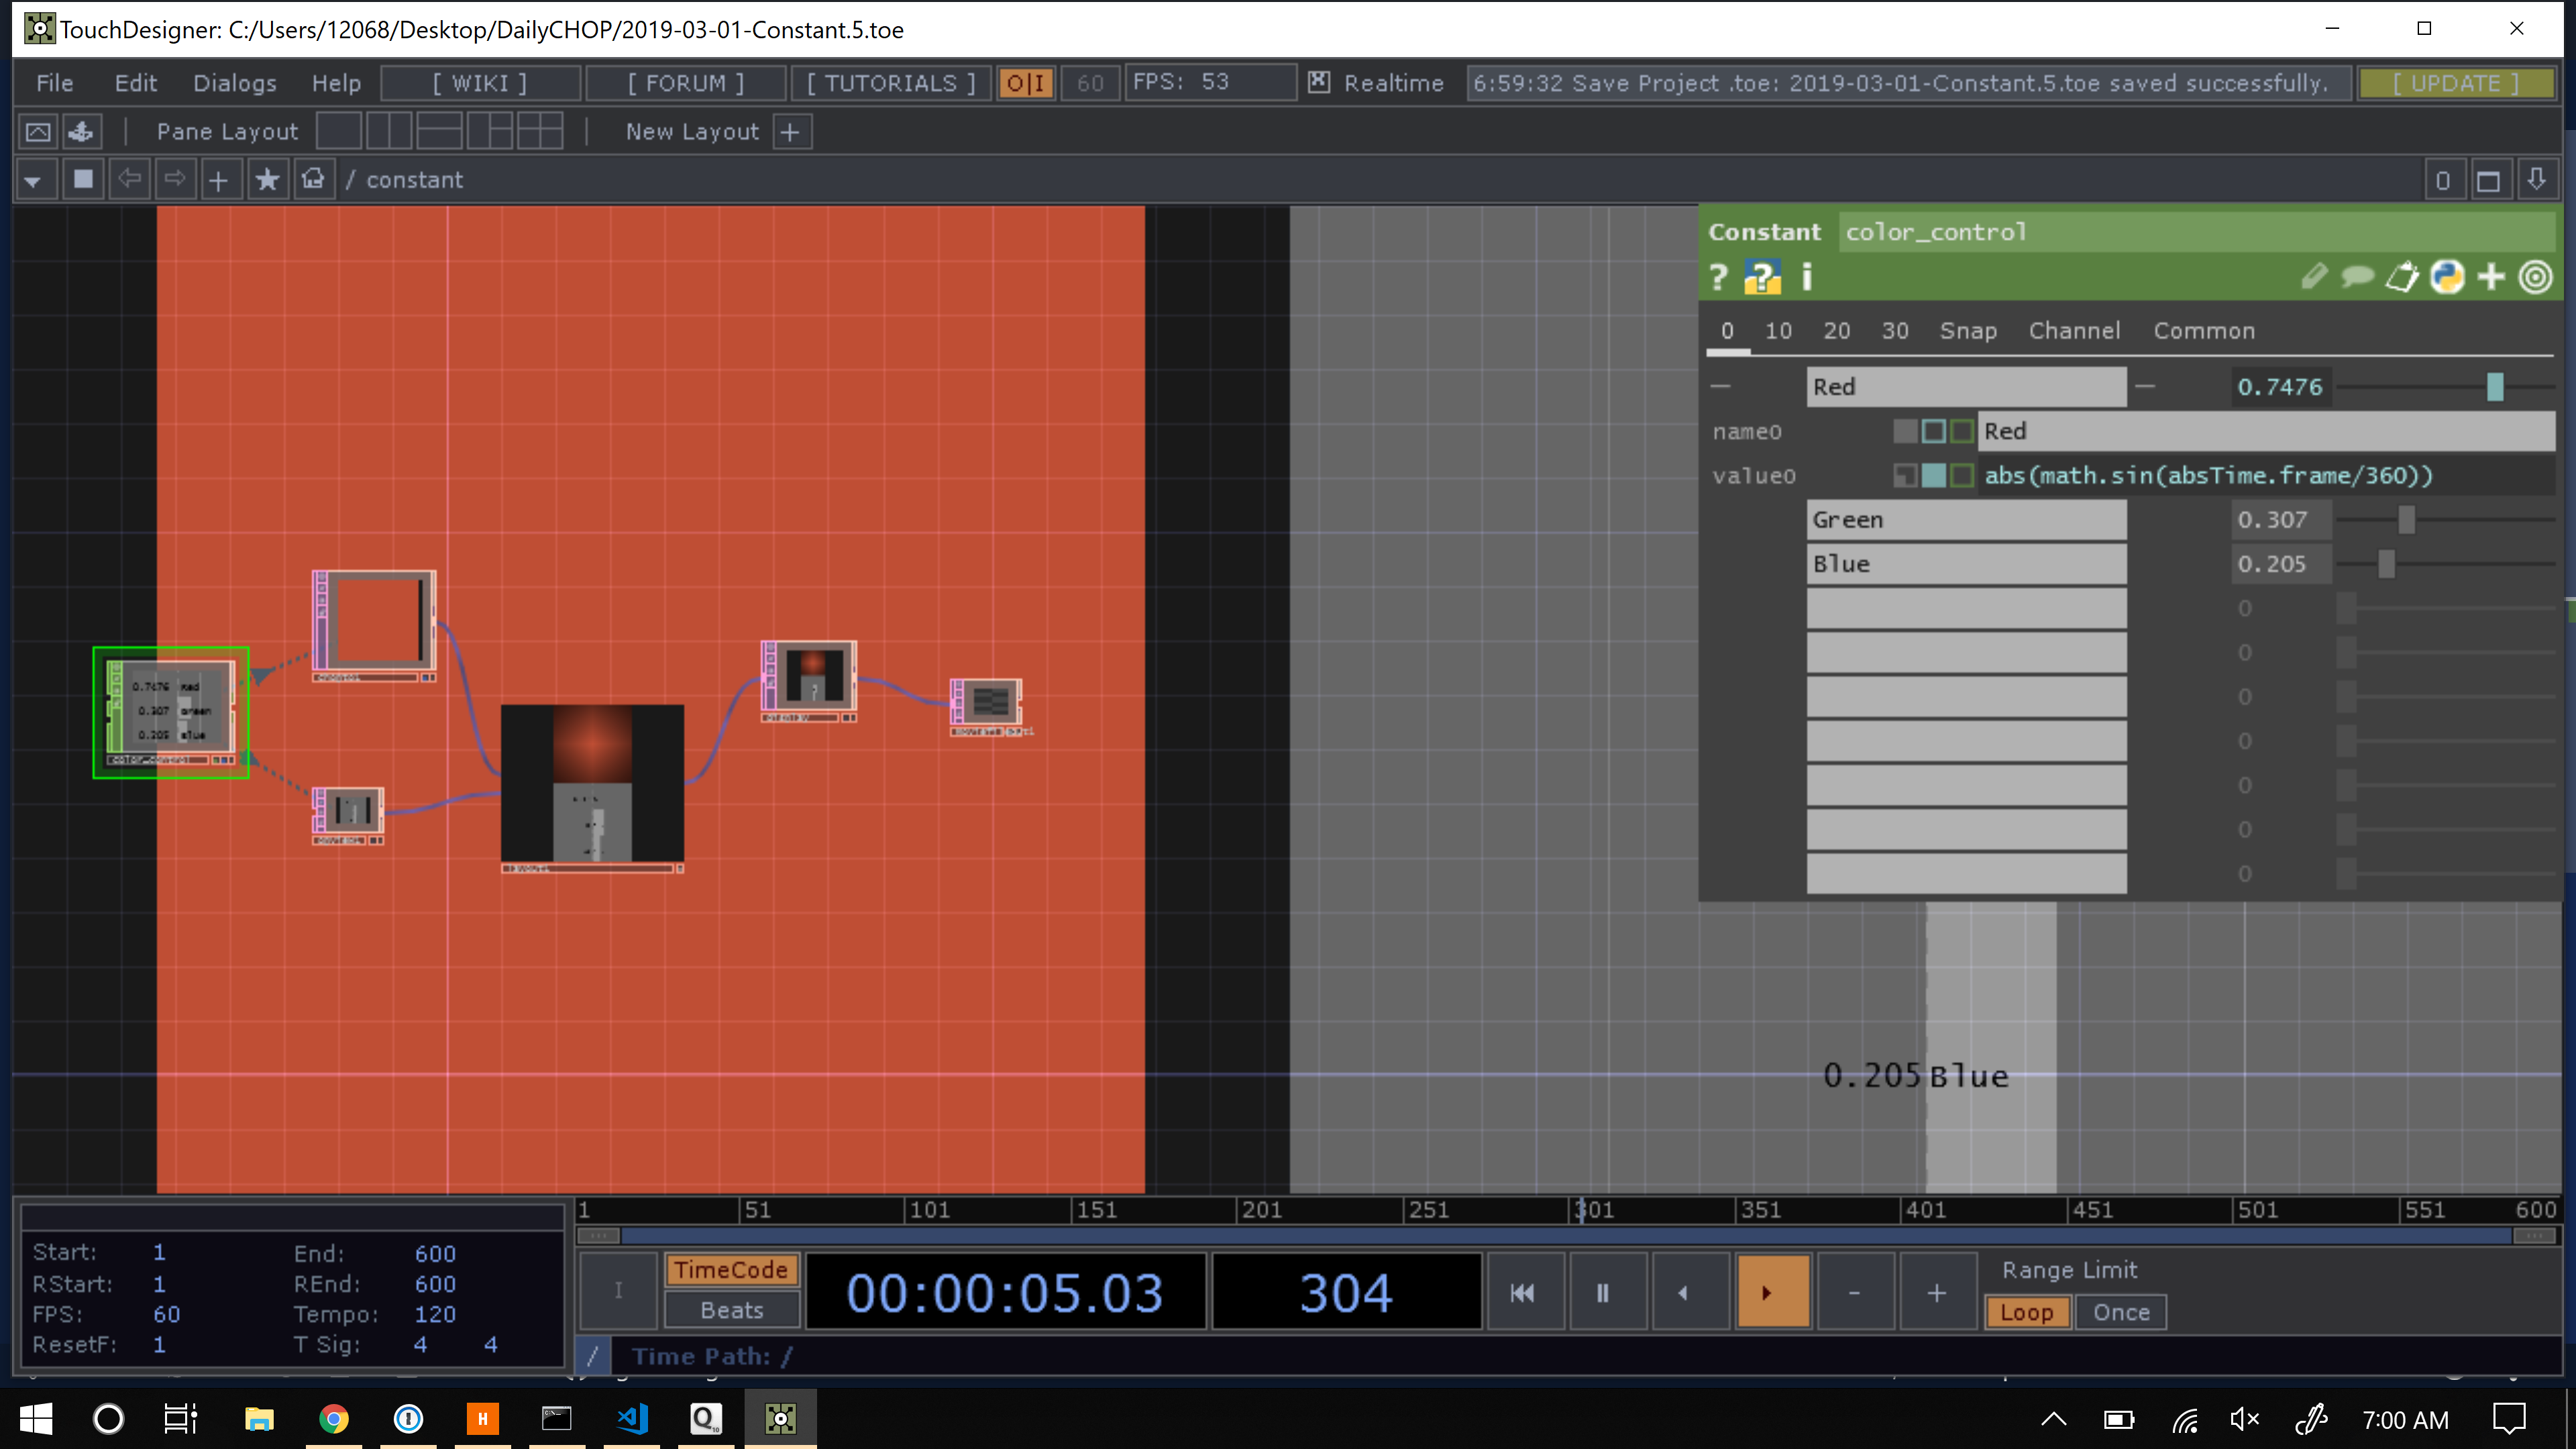 TouchDesigner: C:/Users/12068/Desktop/DailyCHOP/2019-03-01-Constant.5.toe
File Edit Dialogs Help [ WIKI ] [ FORUM ] [ TUTORIALS ] O|I 60 FPS: 53 Realtime 6:59:32 Save Project .toe: 2019-03-01-Constant.5.toe saved successfully. [ UPDATE ]
Pane Layout New Layout +
/ constant 0
Constant color_control
? ? i
0 10 20 30 Snap Channel Common
Red 0.7476
name0 Red
value0 abs(math.sin(absTime.frame/360))
Green 0.307
Blue 0.205
0
0
0
0
0
0
0
0.7476 Red
0.307 Green
0.205 Blue
color_control
0.205 Blue
1 51 101 151 201 251 301 351 401 451 501 551 600
Start: 1 End: 600
RStart: 1 REnd: 600
FPS: 60 Tempo: 120
ResetF: 1 T Sig: 4 4
I TimeCode 00:00:05.03 304 - + Range Limit
Beats Loop Once
/ Time Path: /
7:00 AM